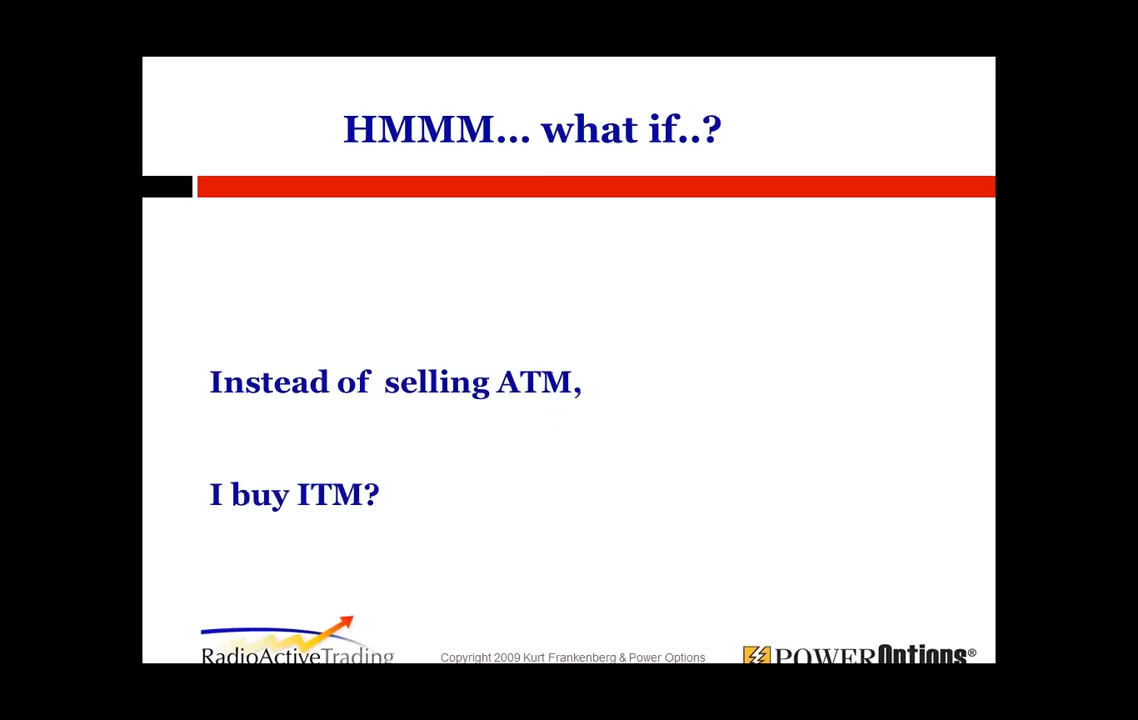 HMMM... what if..?
Instead of  selling ATM,
I buy ITM?
RadioActiveTrading
Copyright 2009 Kurt Frankenberg & Power Options
POWEROptions®